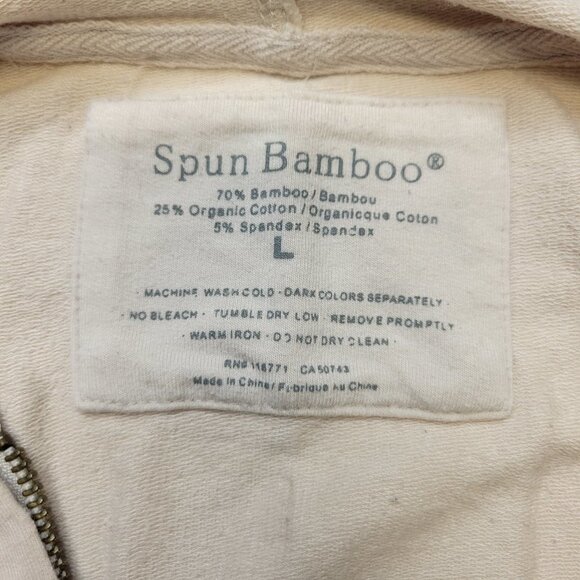 Spun Bamboo®
70% Bamboo/Bambou
25% Organic Cotton/Organicque Coton
5% Spandex/Spandex
L
· MACHINE WASH COLD · DARK COLORS SEPARATELY ·
· NO BLEACH · TUMBLE DRY LOW · REMOVE PROMPTLY
· WARM IRON · DO NOT DRY CLEAN ·
RN# 116771 CA50743
Made in China/ Fabrique Au Chine